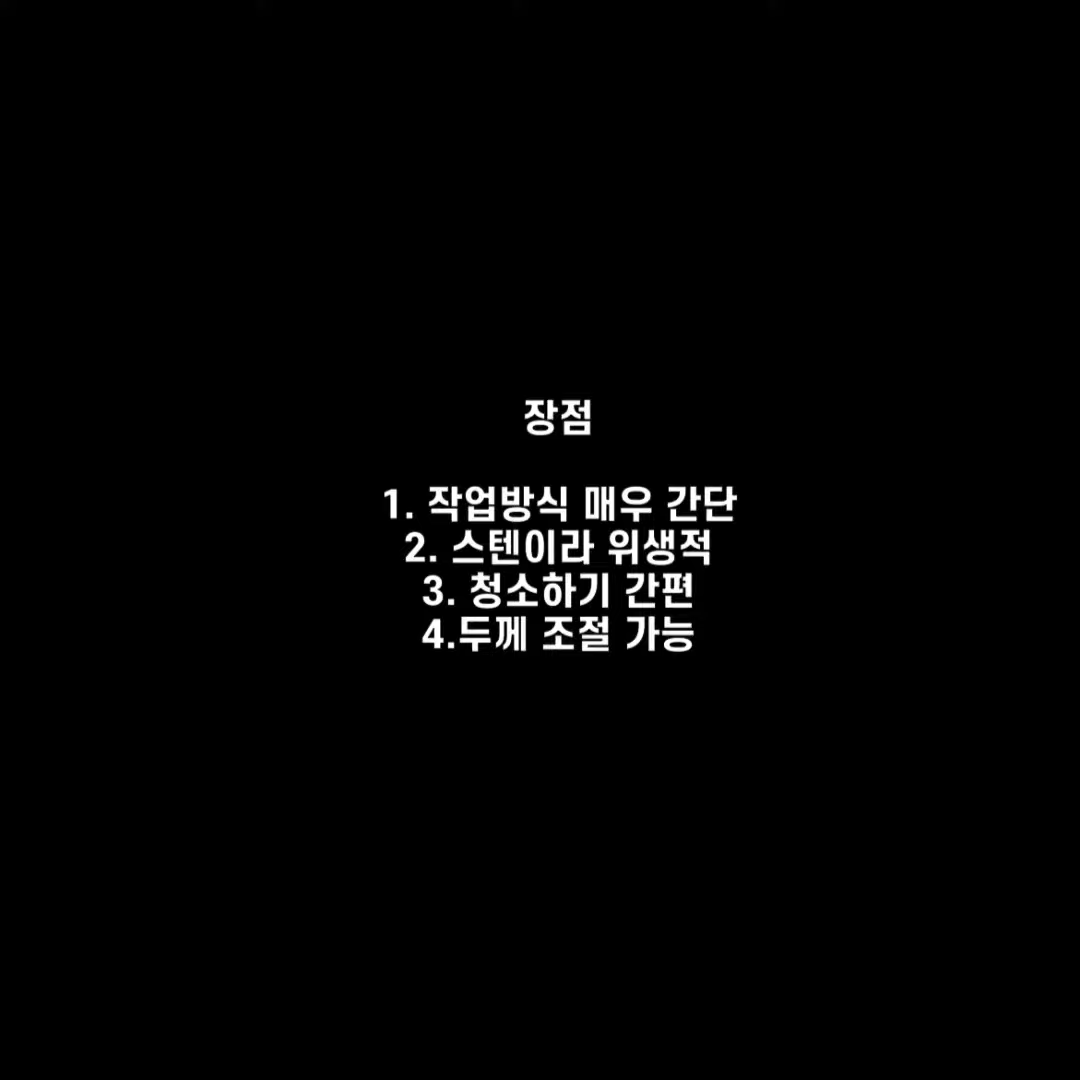 장점
1. 작업방식 매우 간단
2. 스텐이라 위생적
3. 청소하기 간편
4.두께 조절 가능